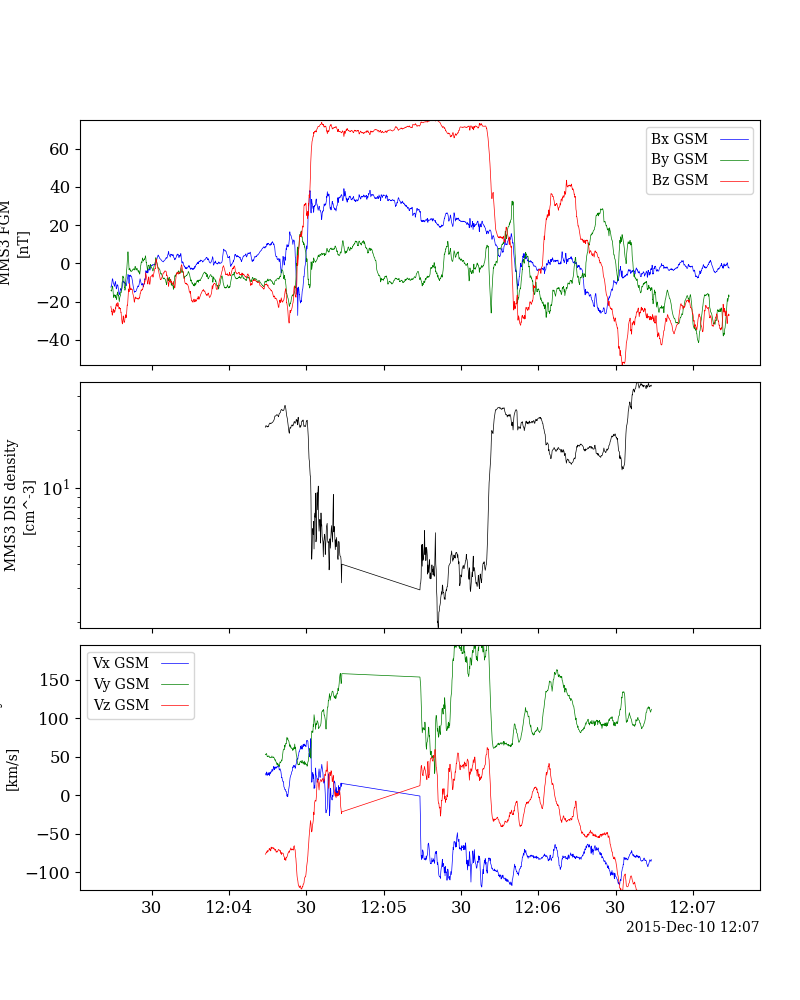 MMS3 FGM
[nT]
60
40
20
0
−20
−40
Bx GSM
By GSM
Bz GSM
MMS3 DIS density
[cm^-3]
10^1
[km/s]
150
100
50
0
−50
−100
Vx GSM
Vy GSM
Vz GSM
30 12:04 30 12:05 30 12:06 30 12:07
2015-Dec-10 12:07